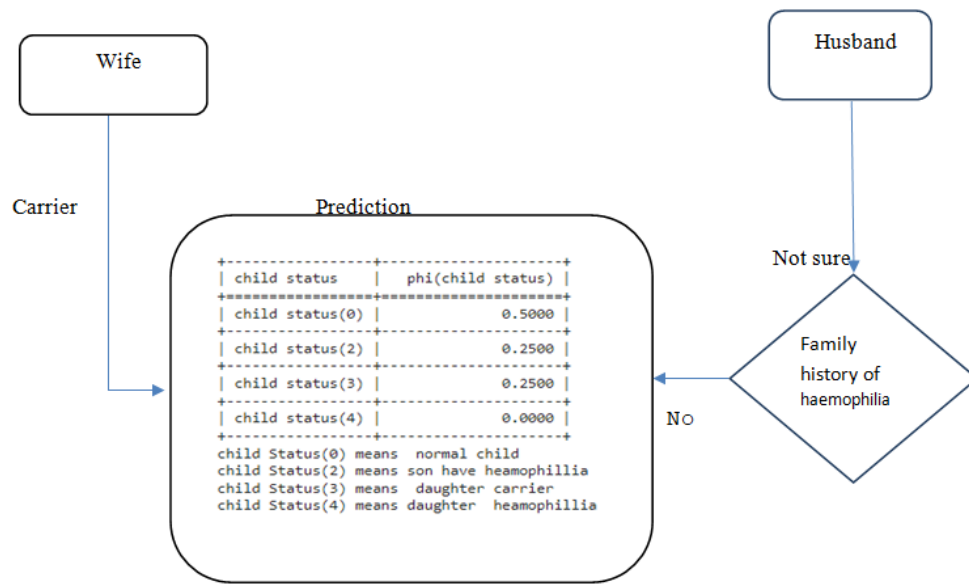 Wife
Husband
Carrier
Prediction
Not sure
+-----------------+---------------------+
| child status    |   phi(child status) |
+=================+=====================+
| child status(0) |              0.5000 |
+-----------------+---------------------+
| child status(2) |              0.2500 |
+-----------------+---------------------+
| child status(3) |              0.2500 |
+-----------------+---------------------+
| child status(4) |              0.0000 |
+-----------------+---------------------+
child Status(0) means  normal child
child Status(2) means son have heamophillia
child Status(3) means  daughter carrier
child Status(4) means daughter  heamophillia
Family
history of
haemophilia
No